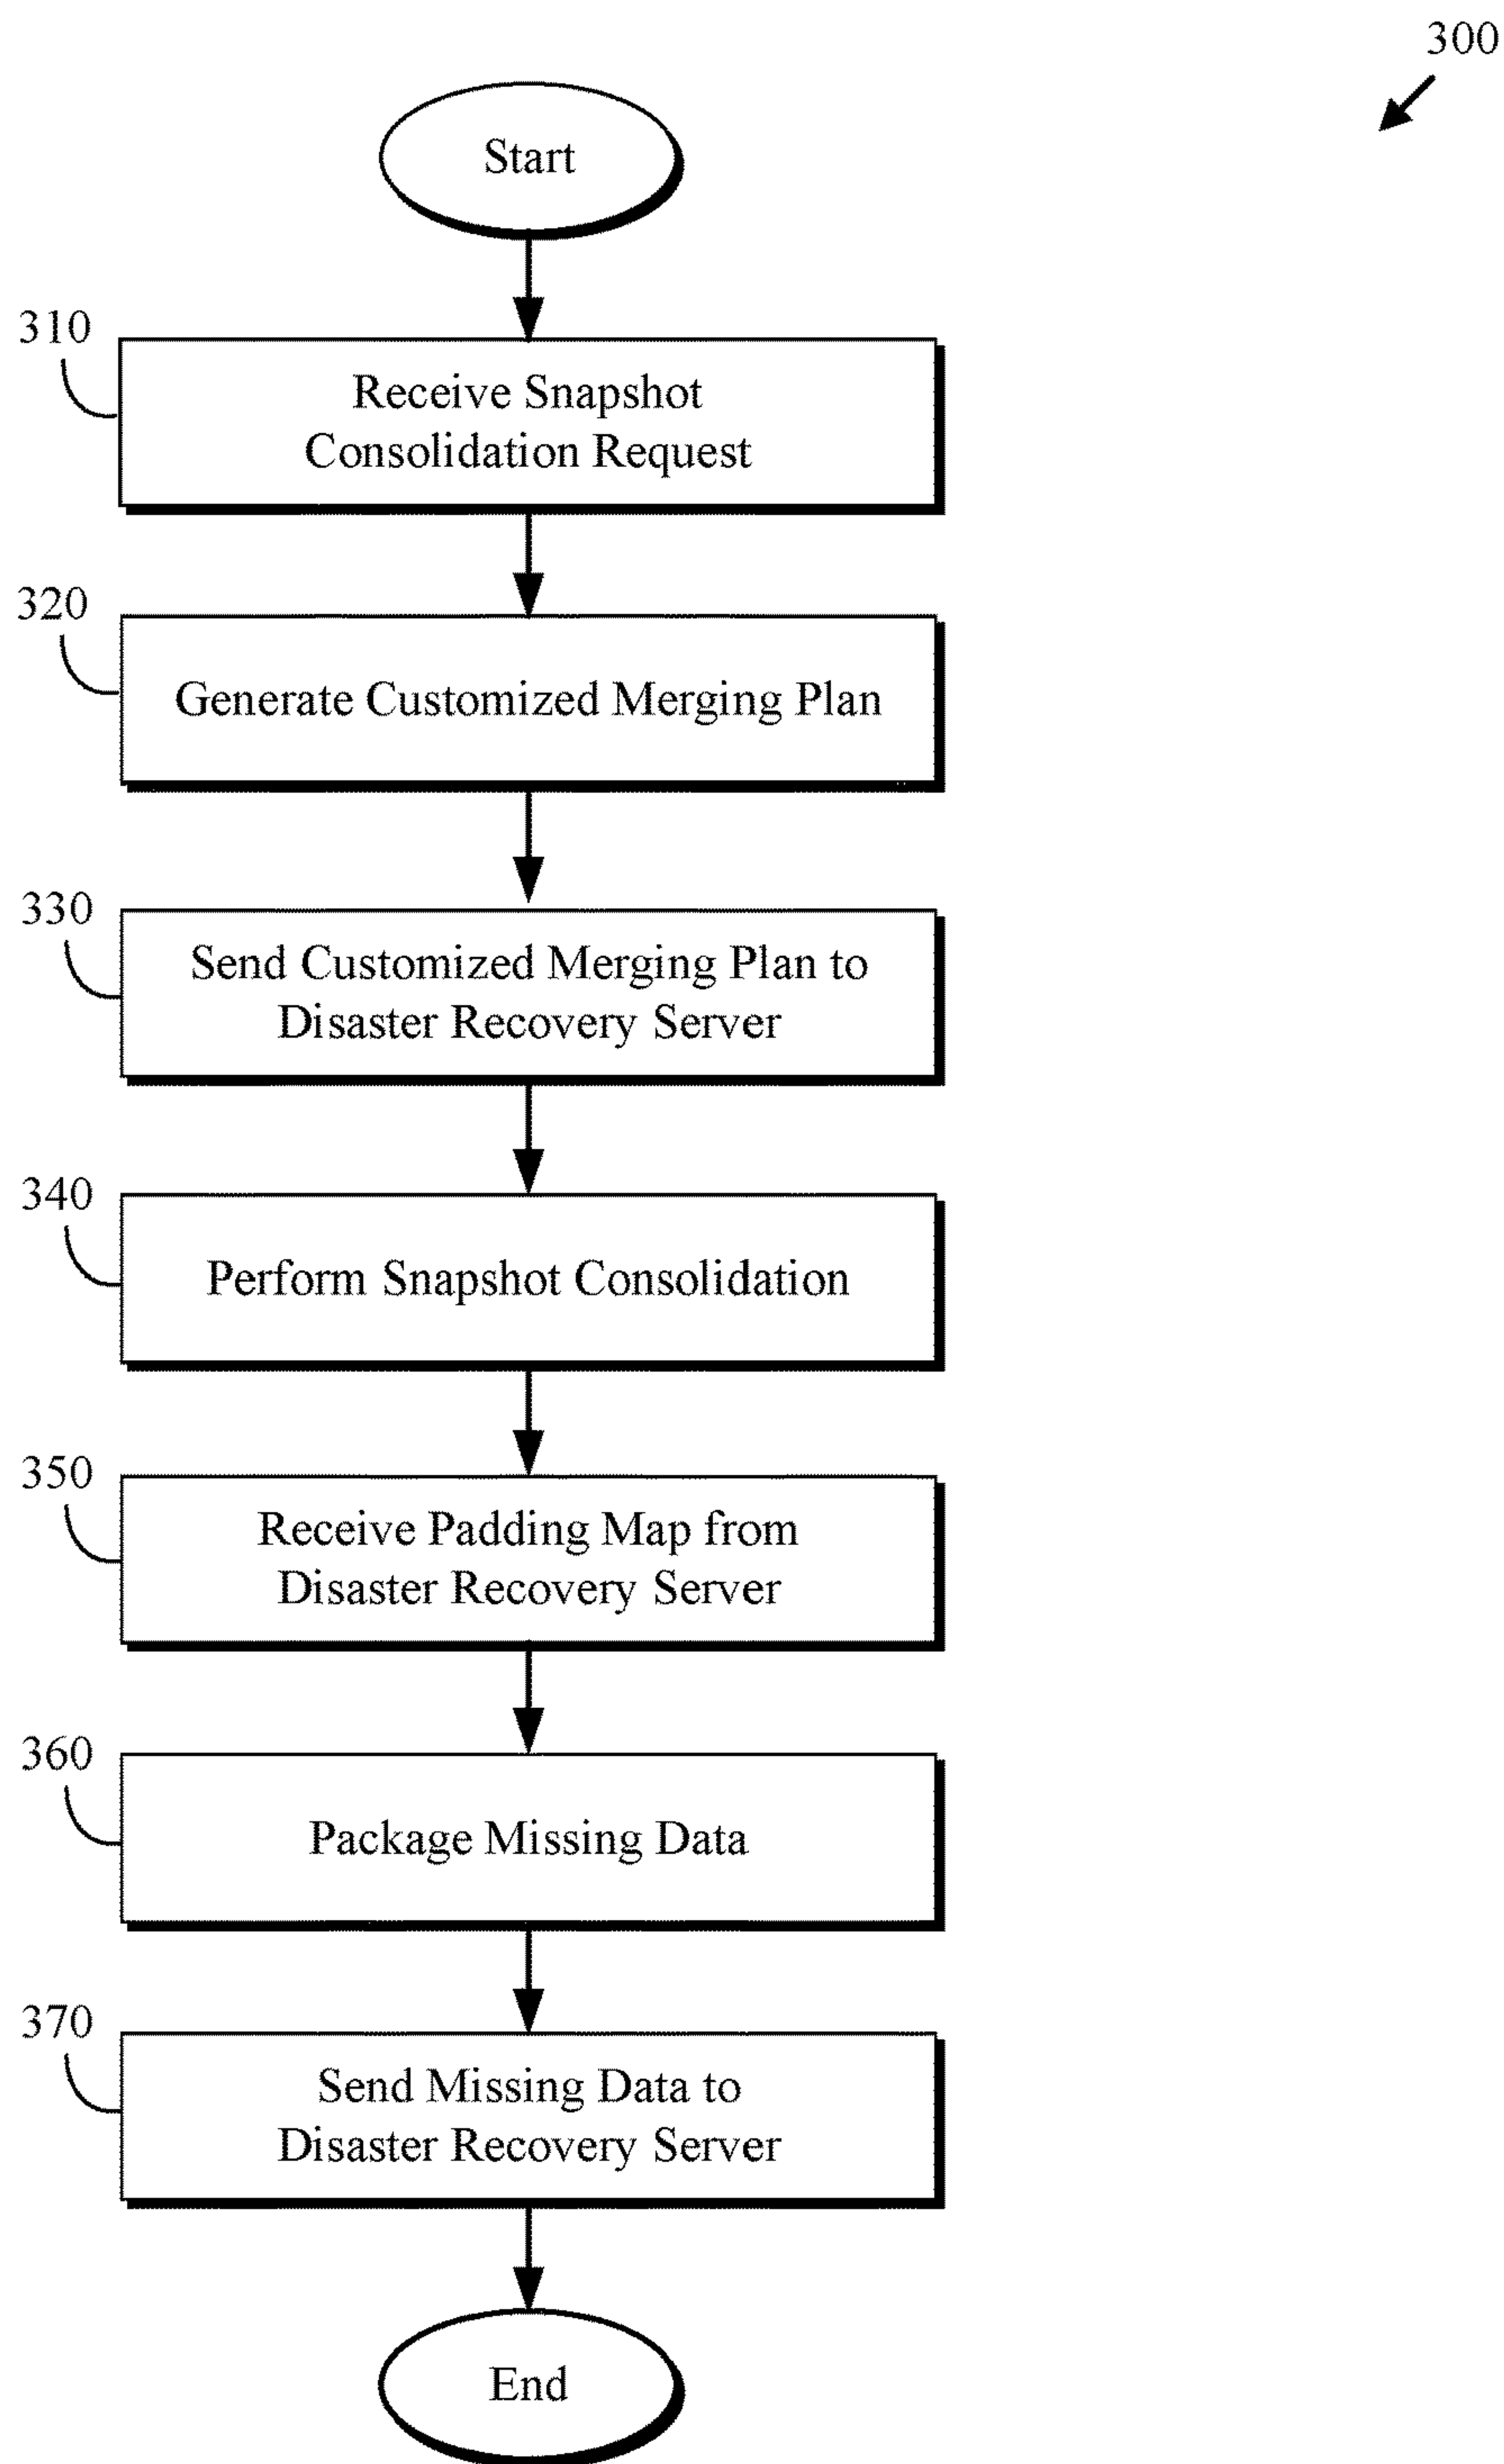 300
Start
310
Receive Snapshot
Consolidation Request
320
Generate Customized Merging Plan
330
Send Customized Merging Plan to
Disaster Recovery Server
340
Perform Snapshot Consolidation
350
Receive Padding Map from
Disaster Recovery Server
360
Package Missing Data
370
Send Missing Data to
Disaster Recovery Server
End